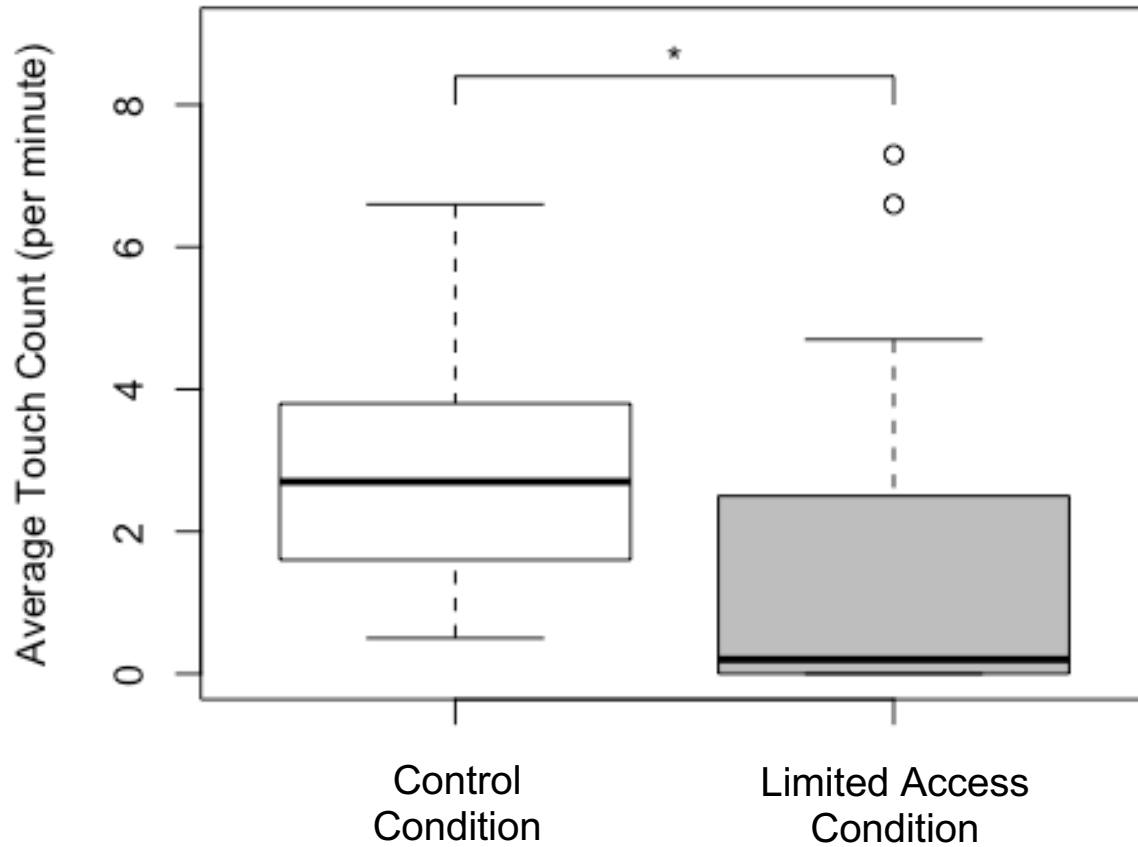 Average Touch Count (per minute)
8
6
4
2
0
*
Control
Condition
Limited Access
Condition